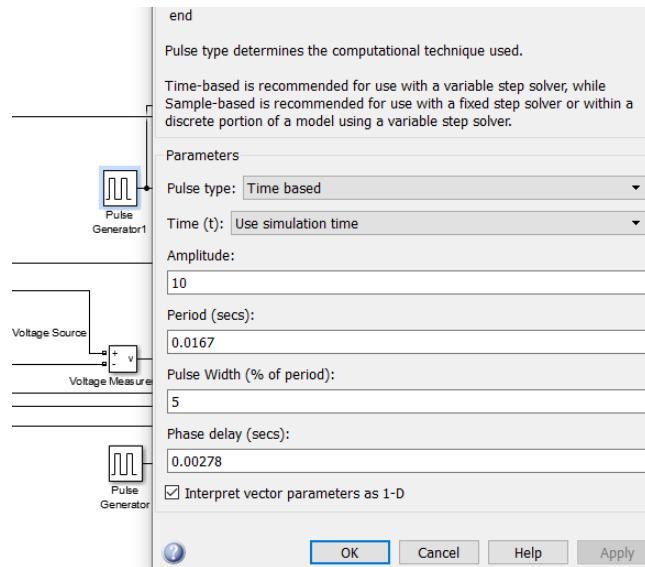 end
Pulse type determines the computational technique used.
Time-based is recommended for use with a variable step solver, while
Sample-based is recommended for use with a fixed step solver or within a
discrete portion of a model using a variable step solver.
Parameters
Pulse type: Time based
Time (t): Use simulation time
Amplitude:
10
Period (secs):
0.0167
Pulse Width (% of period):
5
Phase delay (secs):
0.00278
Interpret vector parameters as 1-D
?
OK Cancel Help Apply
Pulse
Generator1
Voltage Source
+
v
-
Voltage Measure
Pulse
Generator